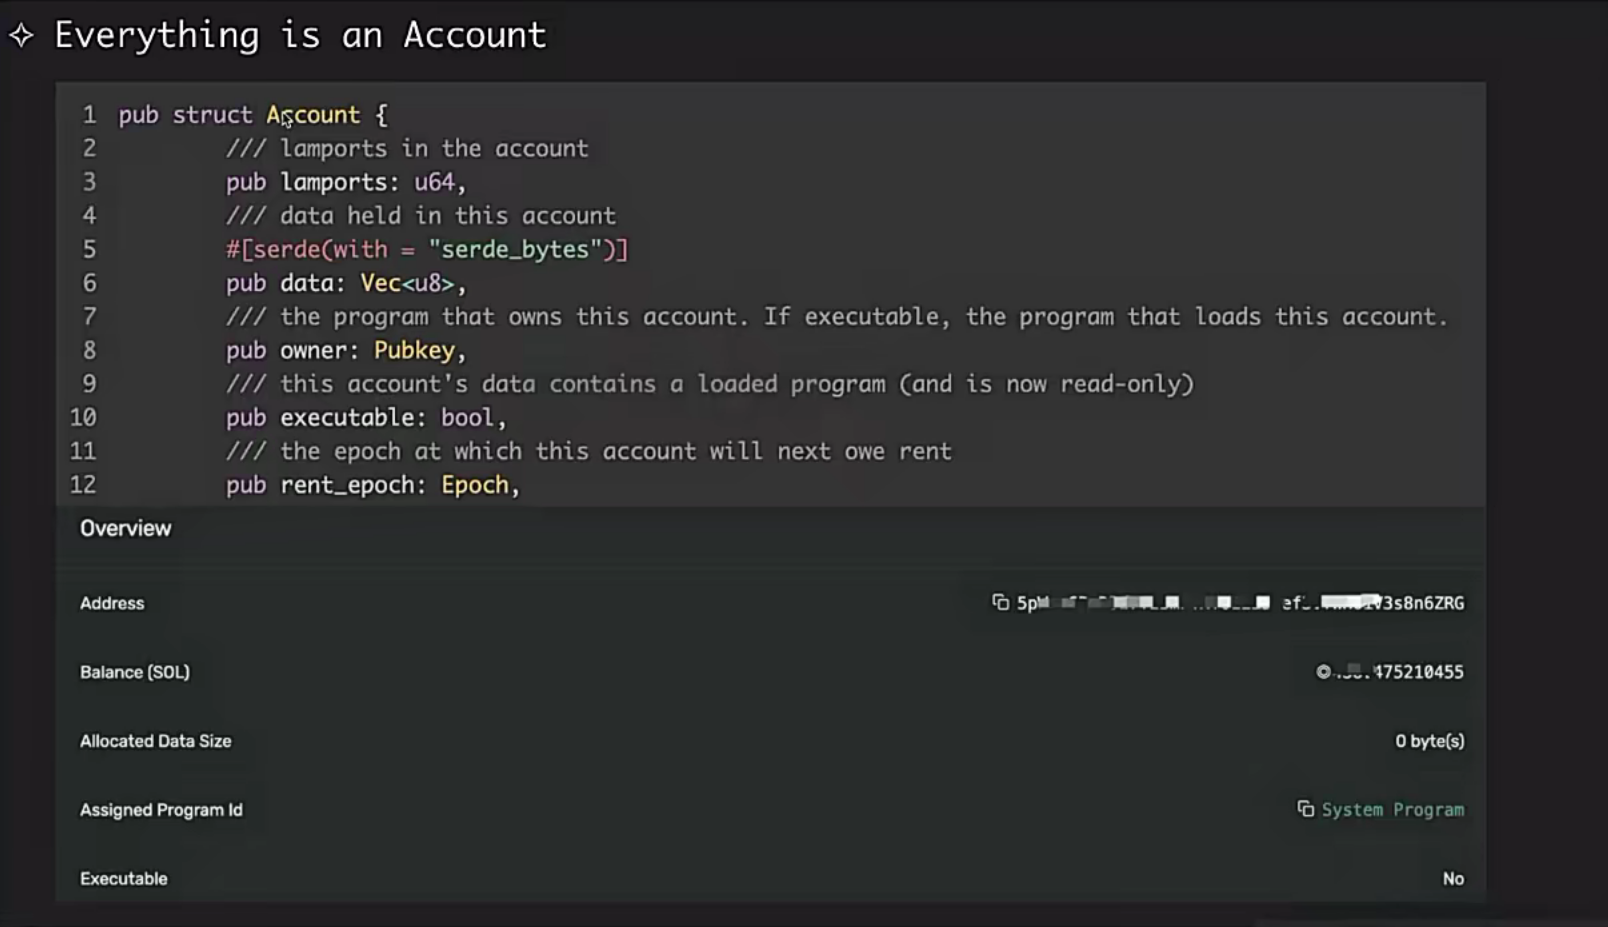 Everything is an Account
1 pub struct Account {
2 /// lamports in the account
3 pub lamports: u64,
4 /// data held in this account
5 #[serde(with = "serde_bytes")]
6 pub data: Vec<u8>,
7 /// the program that owns this account. If executable, the program that loads this account.
8 pub owner: Pubkey,
9 /// this account's data contains a loaded program (and is now read-only)
10 pub executable: bool,
11 /// the epoch at which this account will next owe rent
12 pub rent_epoch: Epoch,
Overview
Address
Balance (SOL)
Allocated Data Size 0 byte(s)
Assigned Program Id System Program
Executable No